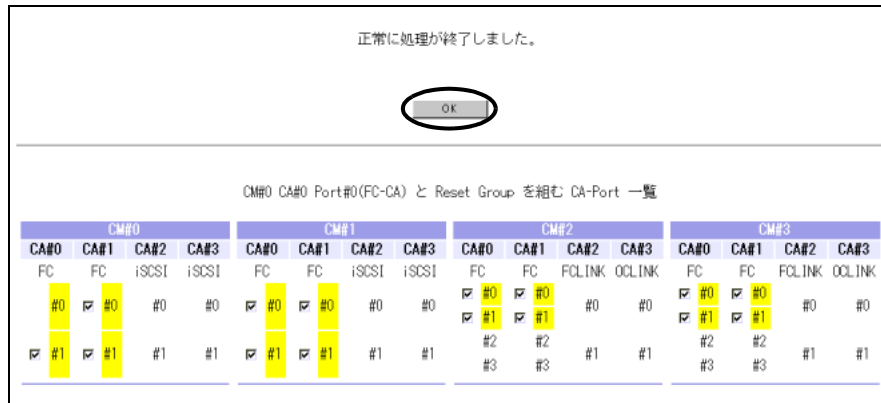 正常に処理が終了しました。
OK
CM#0 CA#0 Port#0(FC-CA) と Reset Group を組む CA-Port 一覧
CM#0 CM#1 CM#2 CM#3
CA#0 CA#1 CA#2 CA#3 CA#0 CA#1 CA#2 CA#3 CA#0 CA#1 CA#2 CA#3 CA#0 CA#1 CA#2 CA#3
FC FC iSCSI iSCSI FC FC iSCSI iSCSI FC FC FCLINK OCLINK FC FC FCLINK OCLINK
#0 #0 #0 #0 #0 #0 #0 #0 #0 #0 #0 #0 #0 #0 #0 #0
#1 #1 #1 #1
#1 #1 #1 #1 #1 #1 #1 #1 #2 #2 #1 #1 #2 #2 #1 #1
#3 #3 #3 #3